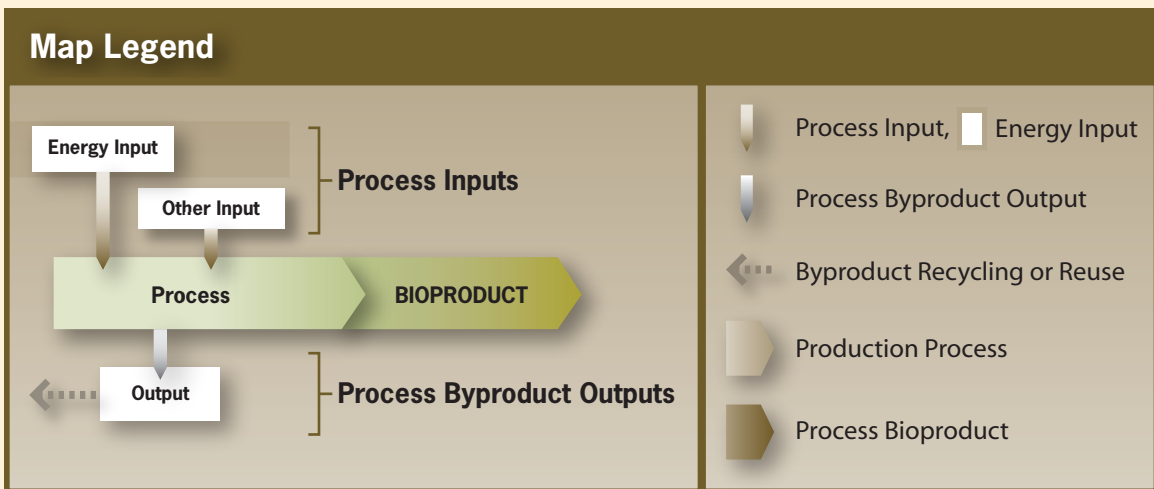 Map Legend
Energy Input
Other Input
Process Inputs
Process
BIOPRODUCT
Output
Process Byproduct Outputs
Process Input, Energy Input
Process Byproduct Output
Byproduct Recycling or Reuse
Production Process
Process Bioproduct